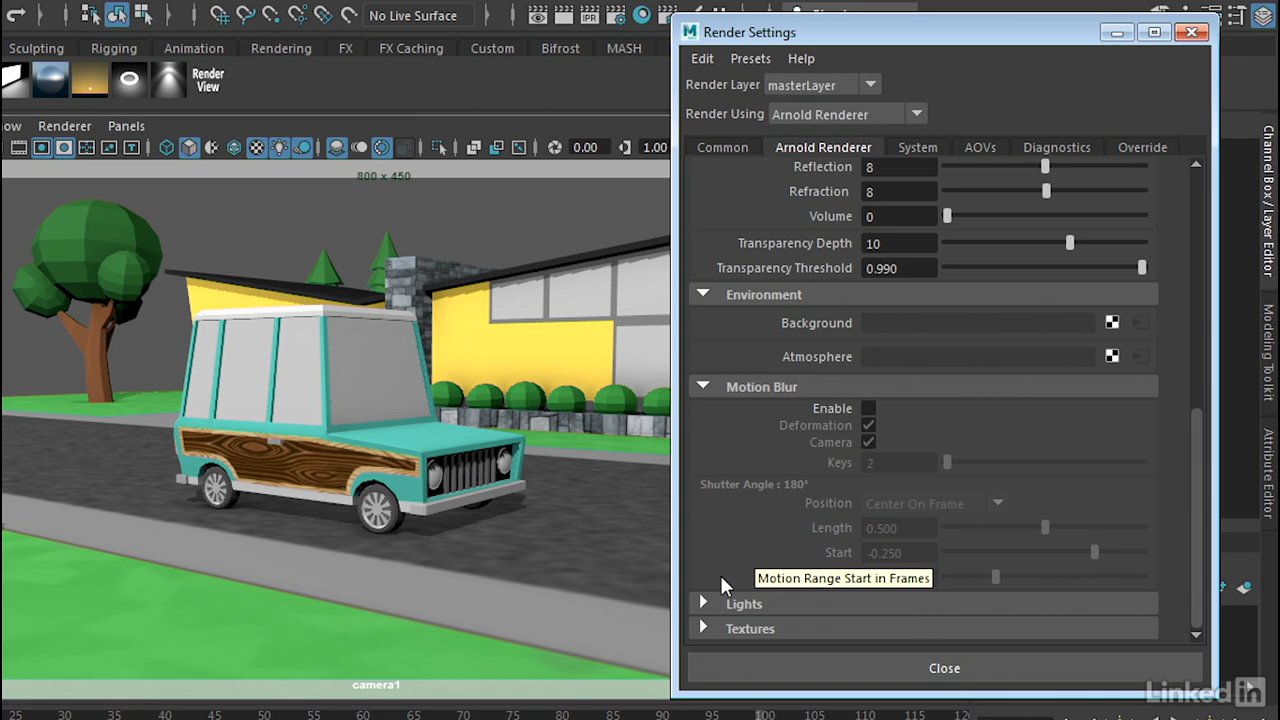 No Live Surface
IPR
Sculpting Rigging Animation Rendering FX FX Caching Custom Bifrost MASH
Render View
ow Renderer Panels
0.00 1.00
800 x 450
camera1
25 30 35 40 45 50 55 60 65 70 75 80 85 90 95 100 105 110 115 12
Render Settings
Edit Presets Help
Render Layer masterLayer
Render Using Arnold Renderer
Common Arnold Renderer System AOVs Diagnostics Override
Reflection 8
Refraction 8
Volume 0
Transparency Depth 10
Transparency Threshold 0.990
Environment
Background
Atmosphere
Motion Blur
Enable
Deformation
Camera
Keys 2
Shutter Angle : 180°
Position Center On Frame
Length 0.500
Start -0.250
Motion Range Start in Frames
Lights
Textures
Close
Channel Box / Layer Editor
Modeling Toolkit
Attribute Editor
Linked in